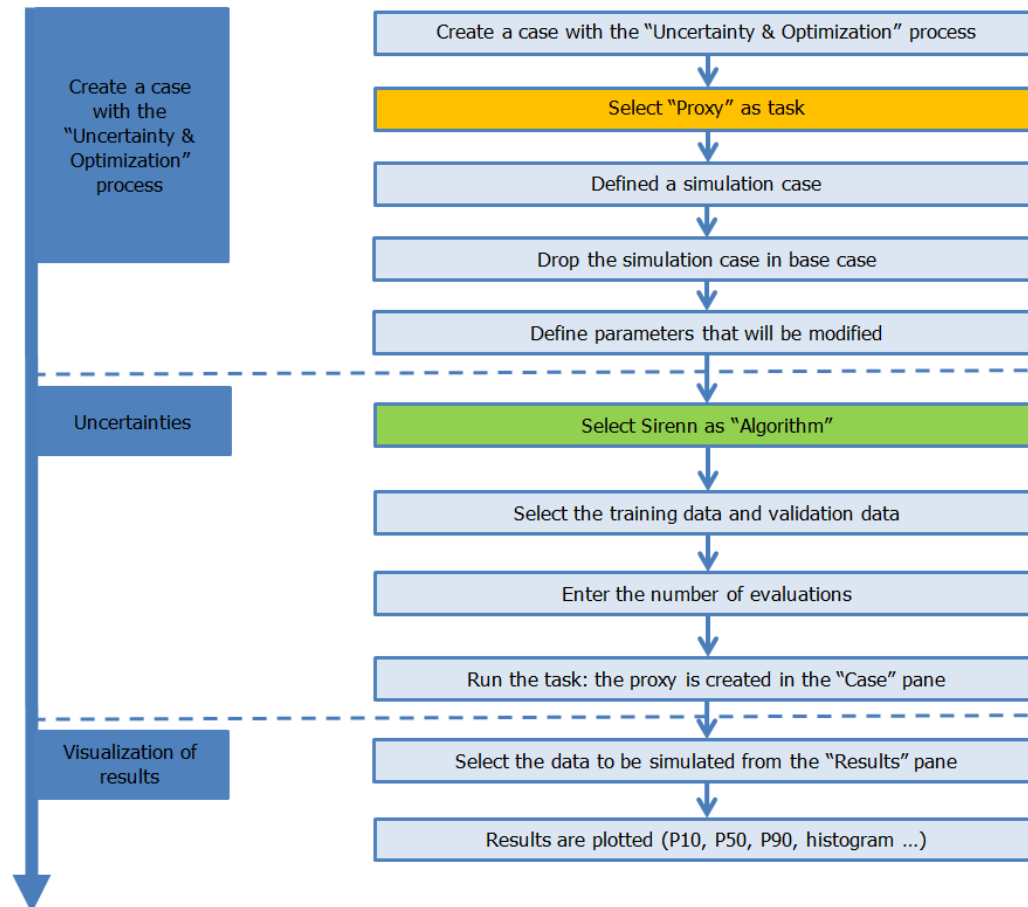 Create a case with the “Uncertainty & Optimization” process
Create a case
with the
“Uncertainty &
Optimization”
process
Select “Proxy” as task
Defined a simulation case
Drop the simulation case in base case
Define parameters that will be modified
Uncertainties
Select Sirenn as “Algorithm”
Select the training data and validation data
Enter the number of evaluations
Run the task: the proxy is created in the “Case” pane
Visualization of
results
Select the data to be simulated from the “Results” pane
Results are plotted (P10, P50, P90, histogram ...)